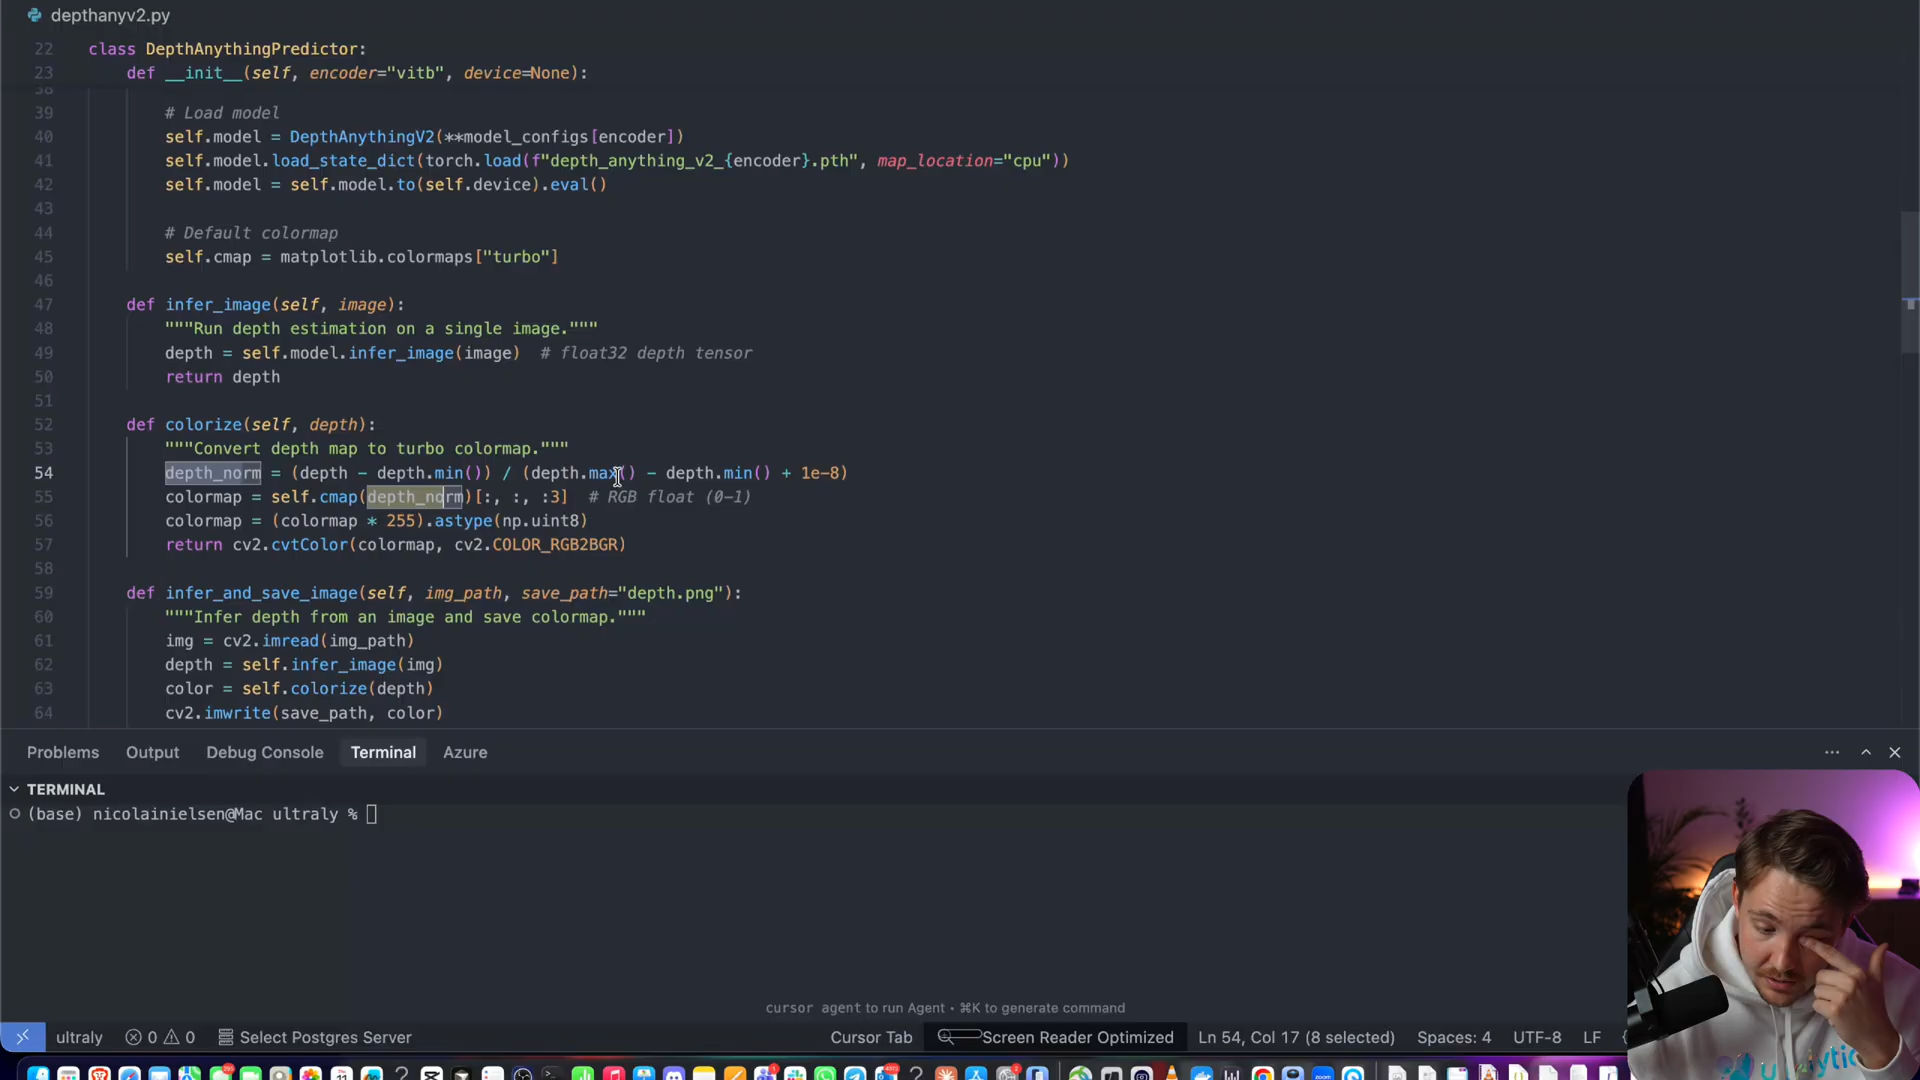 depthanyv2.py
22 class DepthAnythingPredictor:
23 def __init__(self, encoder="vitb", device=None):
38
39 # Load model
40 self.model = DepthAnythingV2(**model_configs[encoder])
41 self.model.load_state_dict(torch.load(f"depth_anything_v2_{encoder}.pth", map_location="cpu"))
42 self.model = self.model.to(self.device).eval()
43
44 # Default colormap
45 self.cmap = matplotlib.colormaps["turbo"]
46
47 def infer_image(self, image):
48 """Run depth estimation on a single image."""
49 depth = self.model.infer_image(image) # float32 depth tensor
50 return depth
51
52 def colorize(self, depth):
53 """Convert depth map to turbo colormap."""
54 depth_norm = (depth - depth.min()) / (depth.max() - depth.min() + 1e-8)
55 colormap = self.cmap(depth_norm)[:, :, :3] # RGB float (0-1)
56 colormap = (colormap * 255).astype(np.uint8)
57 return cv2.cvtColor(colormap, cv2.COLOR_RGB2BGR)
58
59 def infer_and_save_image(self, img_path, save_path="depth.png"):
60 """Infer depth from an image and save colormap."""
61 img = cv2.imread(img_path)
62 depth = self.infer_image(img)
63 color = self.colorize(depth)
64 cv2.imwrite(save_path, color)
Problems Output Debug Console Terminal Azure
TERMINAL
(base) nicolainielsen@Mac ultraly %
cursor agent to run Agent · ⌘K to generate command
ultraly 0 0 Select Postgres Server Cursor Tab Screen Reader Optimized Ln 54, Col 17 (8 selected) Spaces: 4 UTF-8 LF